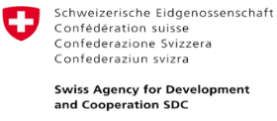 Schweizerische Eidgenossenschaft
Confédération suisse
Confederazione Svizzera
Confederaziun svizra
Swiss Agency for Development
and Cooperation SDC